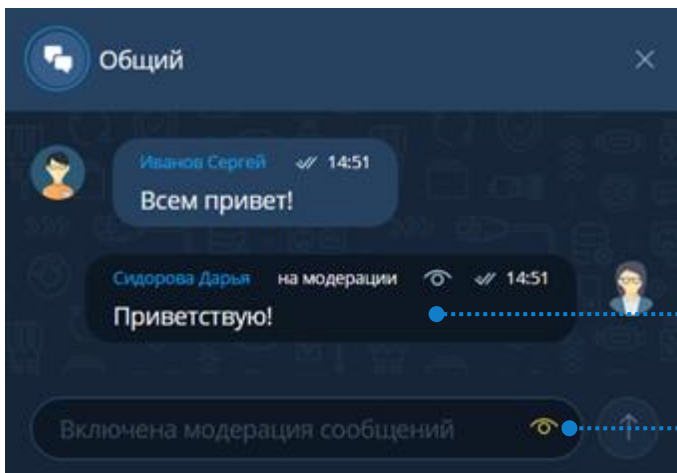 Общий
Иванов Сергей 14:51
Всем привет!
Сидорова Дарья на модерации 14:51
Приветствую!
Включена модерация сообщений